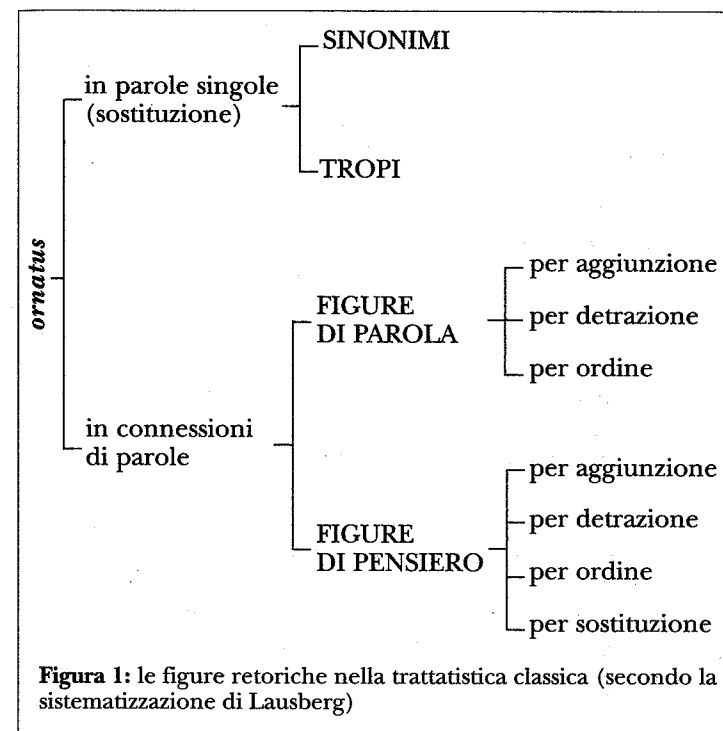 ornatus
in parole singole
(sostituzione)
SINONIMI
TROPI
in connessioni
di parole
FIGURE
DI PAROLA
per aggiunzione
per detrazione
per ordine
FIGURE
DI PENSIERO
per aggiunzione
per detrazione
per ordine
per sostituzione
Figura 1: le figure retoriche nella trattatistica classica (secondo la
sistematizzazione di Lausberg)